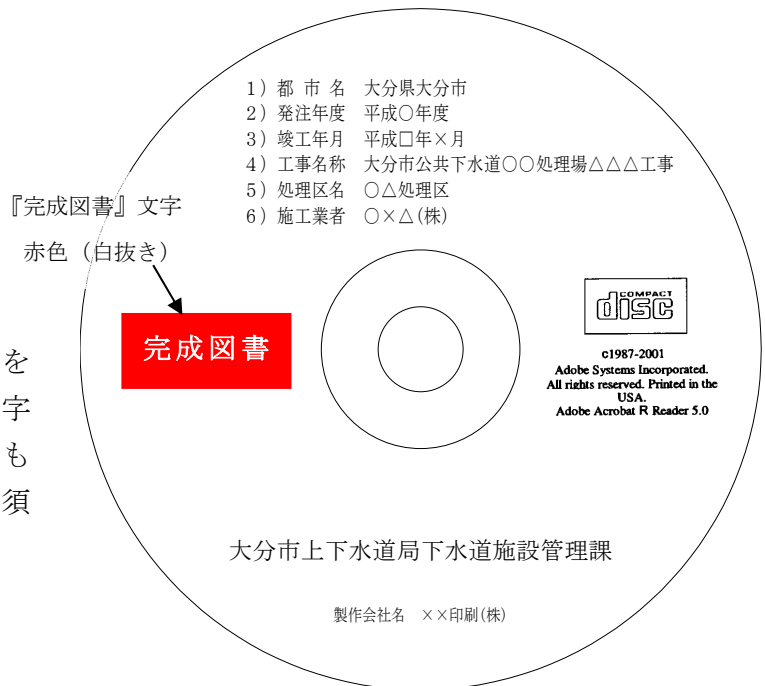 1）都 市 名　大分県大分市
2）発注年度　平成〇年度
3）竣工年月　平成□年×月
4）工事名称　大分市公共下水道〇〇処理場△△△工事
5）処理区名　〇△処理区
6）施工業者　〇×△(株)
『完成図書』文字
赤色（白抜き）
完成図書
COMPACT
disc
c1987-2001
Adobe Systems Incorporated.
All rights reserved. Printed in the
USA.
Adobe Acrobat R Reader 5.0
を
字
も
須
大分市上下水道局下水道施設管理課
製作会社名　××印刷(株)